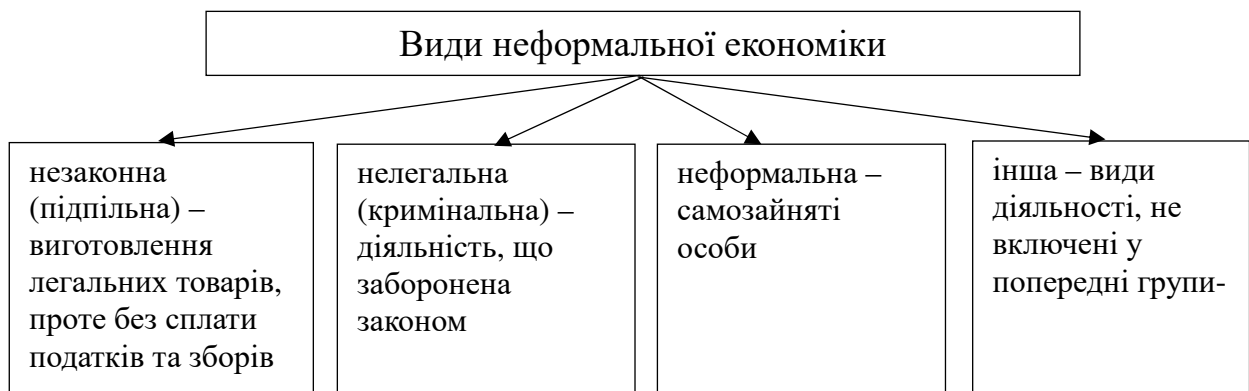 Види неформальної економіки
незаконна
(підпільна) –
виготовлення
легальних товарів,
проте без сплати
податків та зборів
нелегальна
(кримінальна) –
діяльність, що
заборонена
законом
неформальна –
самозайняті
особи
інша – види
діяльності, не
включені у
попередні групи-